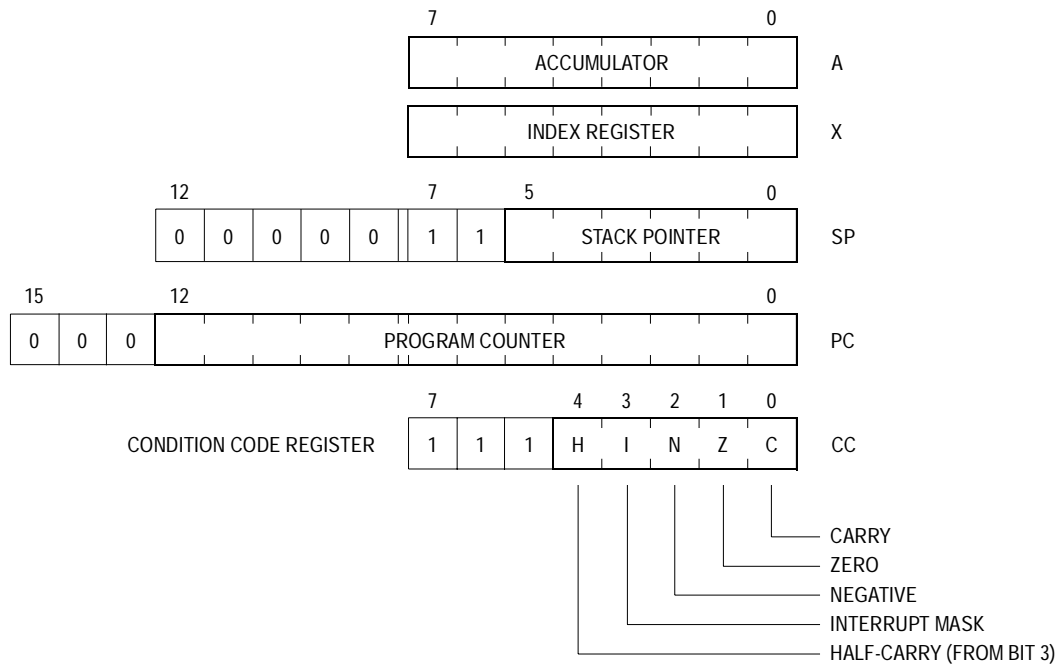 7 0
ACCUMULATOR A
INDEX REGISTER X
12 7 5 0
0 0 0 0 0 1 1 STACK POINTER SP
15 12 0
0 0 0 PROGRAM COUNTER PC
7 4 3 2 1 0
CONDITION CODE REGISTER 1 1 1 H I N Z C CC
CARRY
ZERO
NEGATIVE
INTERRUPT MASK
HALF-CARRY (FROM BIT 3)